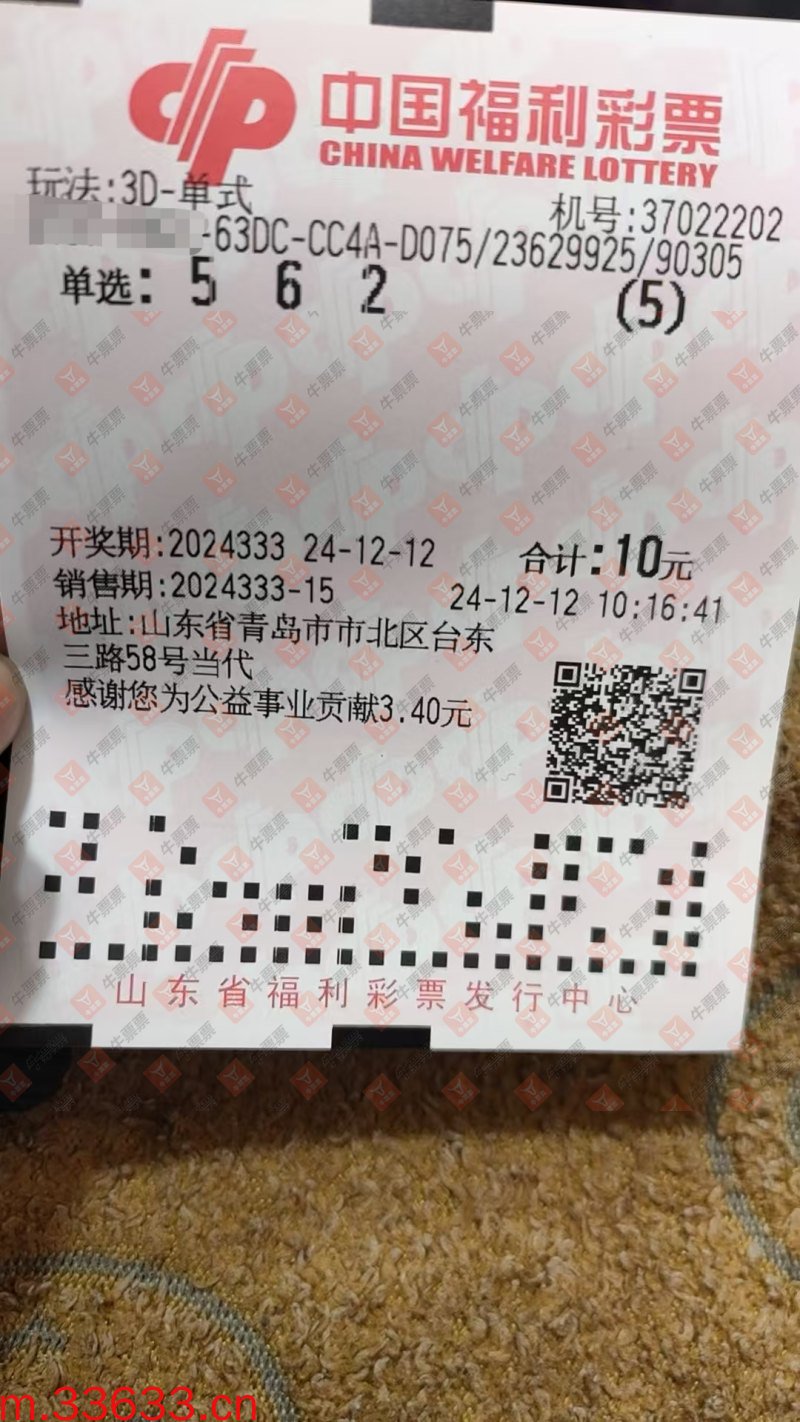 中国福利彩票
CHINA WELFARE LOTTERY
玩法:3D-单式
机号:37022202
-63DC-CC4A-D075/23629925/90305
单选: 5 6 2 (5)
开奖期:2024333 24-12-12 合计:10元
销售期:2024333-15 24-12-12 10:16:41
地址:山东省青岛市市北区台东
三路58号当代
感谢您为公益事业贡献3.40元
山东省福利彩票发行中心
牛票票
m.33633.cn